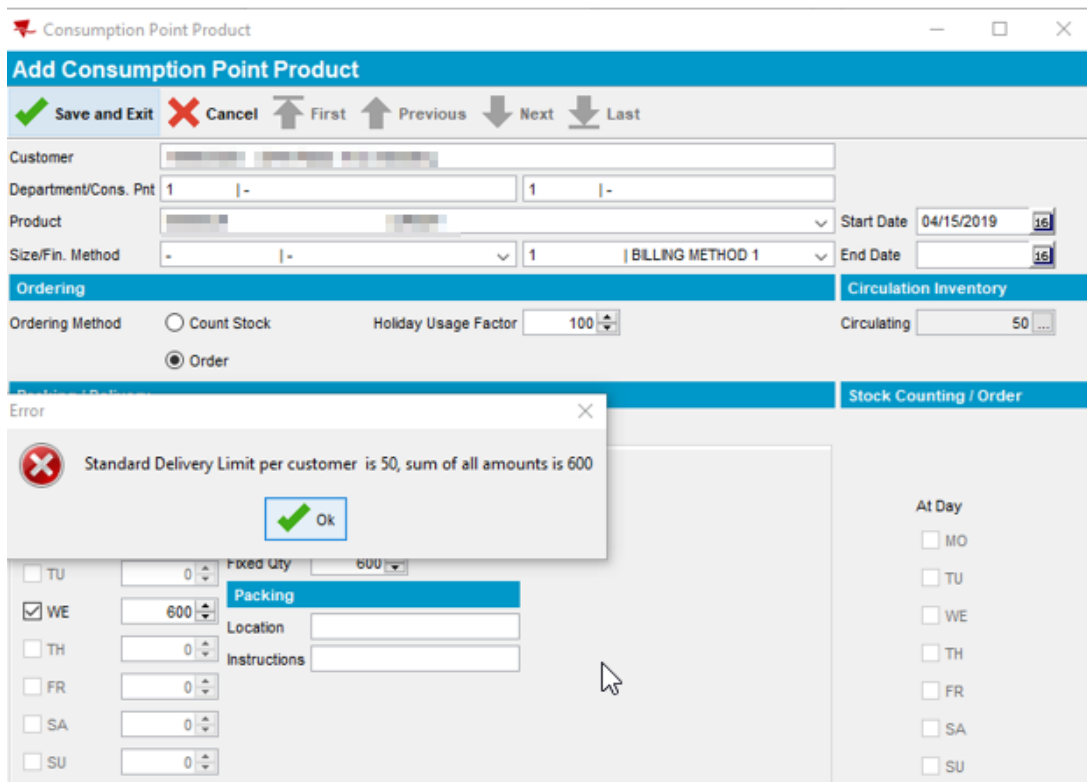 Consumption Point Product
Add Consumption Point Product
Save and Exit Cancel First Previous Next Last
Customer
Department/Cons. Pnt 1 | - 1 | -
Product Start Date 04/15/2019 16
Size/Fin. Method - | - 1 | BILLING METHOD 1 End Date 16
Ordering Circulation Inventory
Ordering Method Count Stock Holiday Usage Factor 100 Circulating 50 ...
Order
Packing / Delivery Stock Counting / Order
Error
Standard Delivery Limit per customer is 50, sum of all amounts is 600
Ok
At Day
MO
TU 0 Fixed Qty 600 TU
Packing
WE 600 WE
Location
TH 0 TH
Instructions
FR 0 FR
SA 0 SA
SU 0 SU